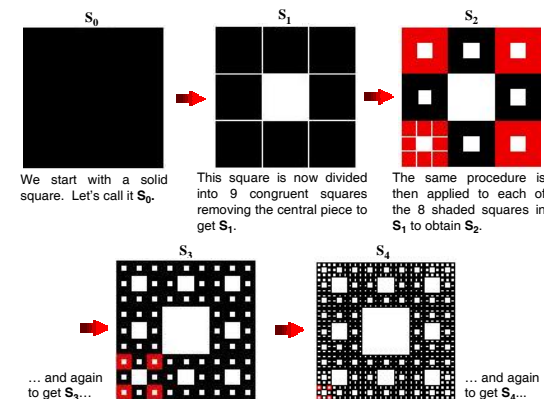 S₀
S₁
S₂
We start with a solid
square. Let's call it S₀.
This square is now divided
into 9 congruent squares
removing the central piece to
get S₁.
The same procedure is
then applied to each of
the 8 shaded squares in
S₁ to obtain S₂.
S₃
S₄
… and again
to get S₃…
… and again
to get S₄...